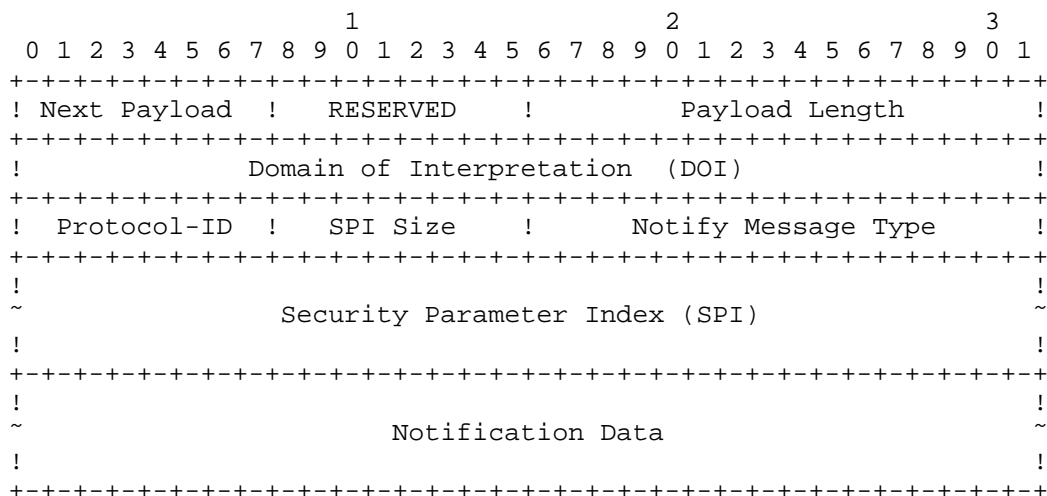 1                   2                   3
 0 1 2 3 4 5 6 7 8 9 0 1 2 3 4 5 6 7 8 9 0 1 2 3 4 5 6 7 8 9 0 1
+-+-+-+-+-+-+-+-+-+-+-+-+-+-+-+-+-+-+-+-+-+-+-+-+-+-+-+-+-+-+-+-+
! Next Payload  !   RESERVED    !         Payload Length        !
+-+-+-+-+-+-+-+-+-+-+-+-+-+-+-+-+-+-+-+-+-+-+-+-+-+-+-+-+-+-+-+-+
!              Domain of Interpretation  (DOI)                  !
+-+-+-+-+-+-+-+-+-+-+-+-+-+-+-+-+-+-+-+-+-+-+-+-+-+-+-+-+-+-+-+-+
!  Protocol-ID  !   SPI Size    !      Notify Message Type      !
+-+-+-+-+-+-+-+-+-+-+-+-+-+-+-+-+-+-+-+-+-+-+-+-+-+-+-+-+-+-+-+-+
!                                                               !
~                Security Parameter Index (SPI)                 ~
!                                                               !
+-+-+-+-+-+-+-+-+-+-+-+-+-+-+-+-+-+-+-+-+-+-+-+-+-+-+-+-+-+-+-+-+
!                                                               !
~                       Notification Data                       ~
!                                                               !
+-+-+-+-+-+-+-+-+-+-+-+-+-+-+-+-+-+-+-+-+-+-+-+-+-+-+-+-+-+-+-+-+